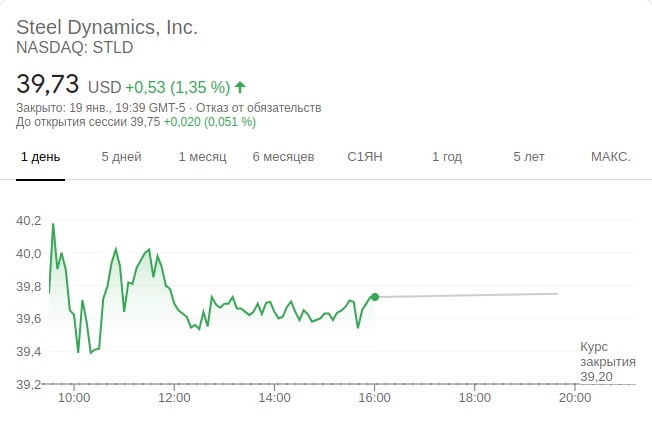 Steel Dynamics, Inc.
NASDAQ: STLD
39,73 USD +0,53 (1,35 %)
Закрыто: 19 янв., 19:39 GMT-5 · Отказ от обязательств
До открытия сессии 39,75 +0,020 (0,051 %)
1 день 5 дней 1 месяц 6 месяцев С1ЯН 1 год 5 лет МАКС.
40,2
40,0
39,8
39,6
39,4
Курс
закрытия
39,20
39,2
10:00 12:00 14:00 16:00 18:00 20:00